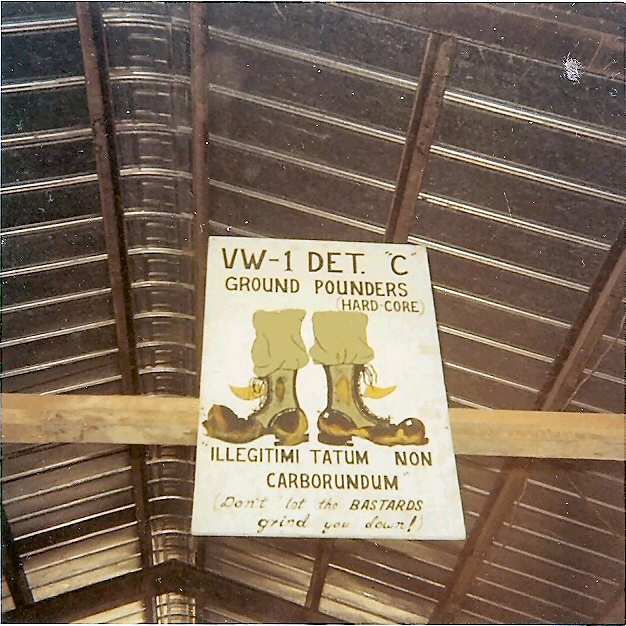 VW-1 DET. "C"
GROUND POUNDERS
(HARD-CORE)
ILLEGITIMI TATUM NON
CARBORUNDUM"
(Don't let the BASTARDS
grind you down!)